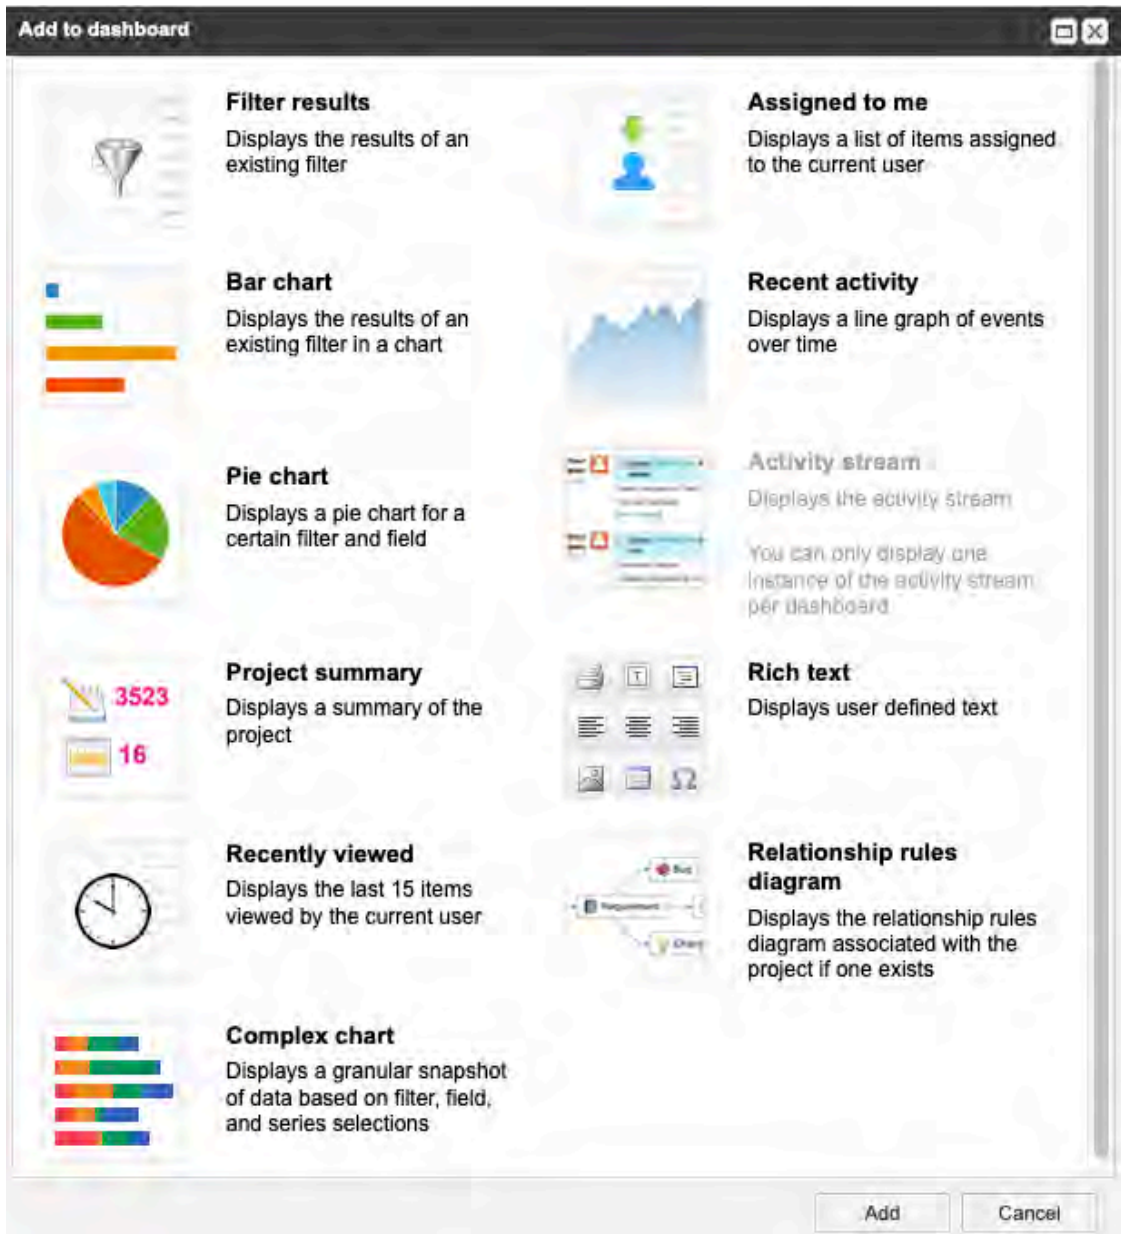 Add to dashboard
Filter results
Displays the results of an
existing filter
Assigned to me
Displays a list of items assigned
to the current user
Bar chart
Displays the results of an
existing filter in a chart
Recent activity
Displays a line graph of events
over time
Pie chart
Displays a pie chart for a
certain filter and field
Activity stream
Displays the activity stream
You can only display one
instance of the activity stream
per dashboard
Project summary
Displays a summary of the
project
3523
16
Rich text
Displays user defined text
T
Ω
Recently viewed
Displays the last 15 items
viewed by the current user
Relationship rules
diagram
Displays the relationship rules
diagram associated with the
project if one exists
Bug
Requirement
Complex chart
Displays a granular snapshot
of data based on filter, field,
and series selections
Add
Cancel